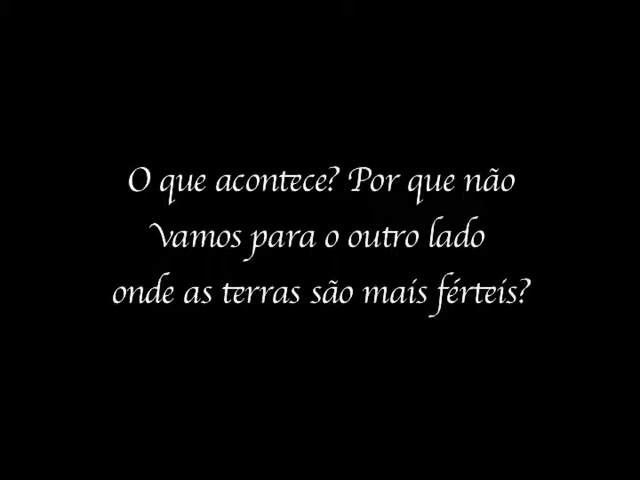 O que acontece? Por que não
Vamos para o outro lado
onde as terras são mais férteis?